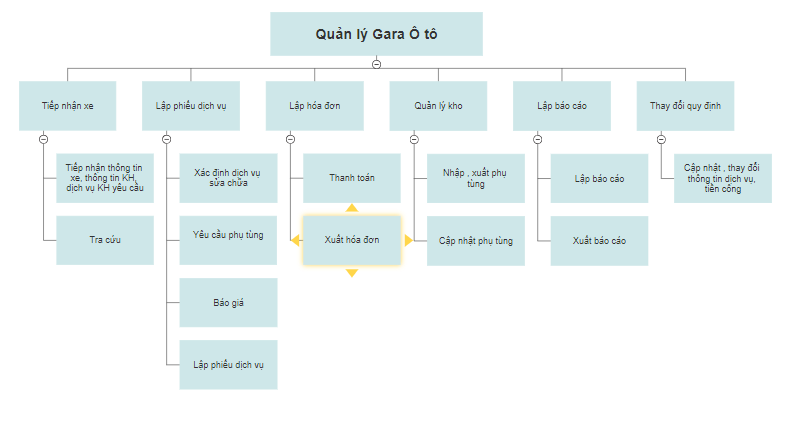 Quản lý Gara Ô tô
Tiếp nhận xe
Lập phiếu dịch vụ
Lập hóa đơn
Quản lý kho
Lập báo cáo
Thay đổi quy định
Tiếp nhận thông tin
xe, thông tin KH,
dịch vụ KH yêu cầu
Tra cứu
Xác đinh dịch vụ
sửa chữa
Yêu cầu phụ tùng
Báo giá
Lập phiếu dịch vụ
Thanh toán
Xuất hóa đơn
Nhập , xuất phụ
tùng
Cập nhật phụ tùng
Lập báo cáo
Xuất báo cáo
Cập nhật , thay đổi
thông tin dịch vụ,
tiền công